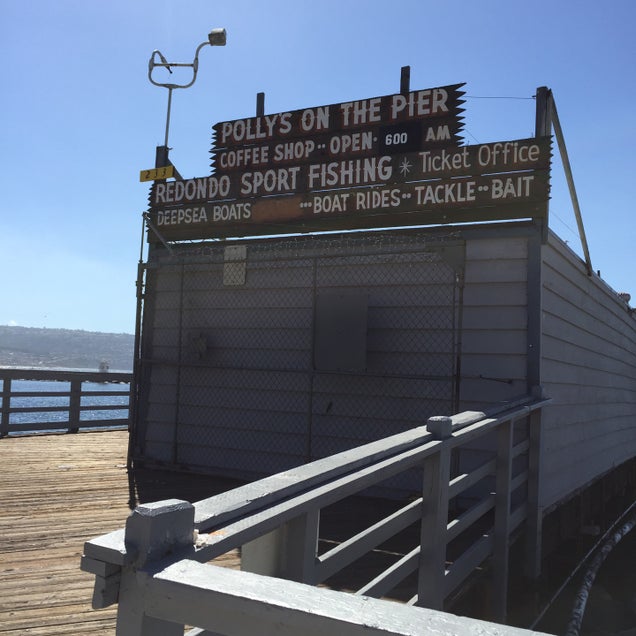 POLLY'S ON THE PIER
COFFEE SHOP·· OPEN· 600 AM
REDONDO SPORT FISHING * Ticket Office
DEEPSEA BOATS ···BOAT RIDES·· TACKLE·· BAIT
233